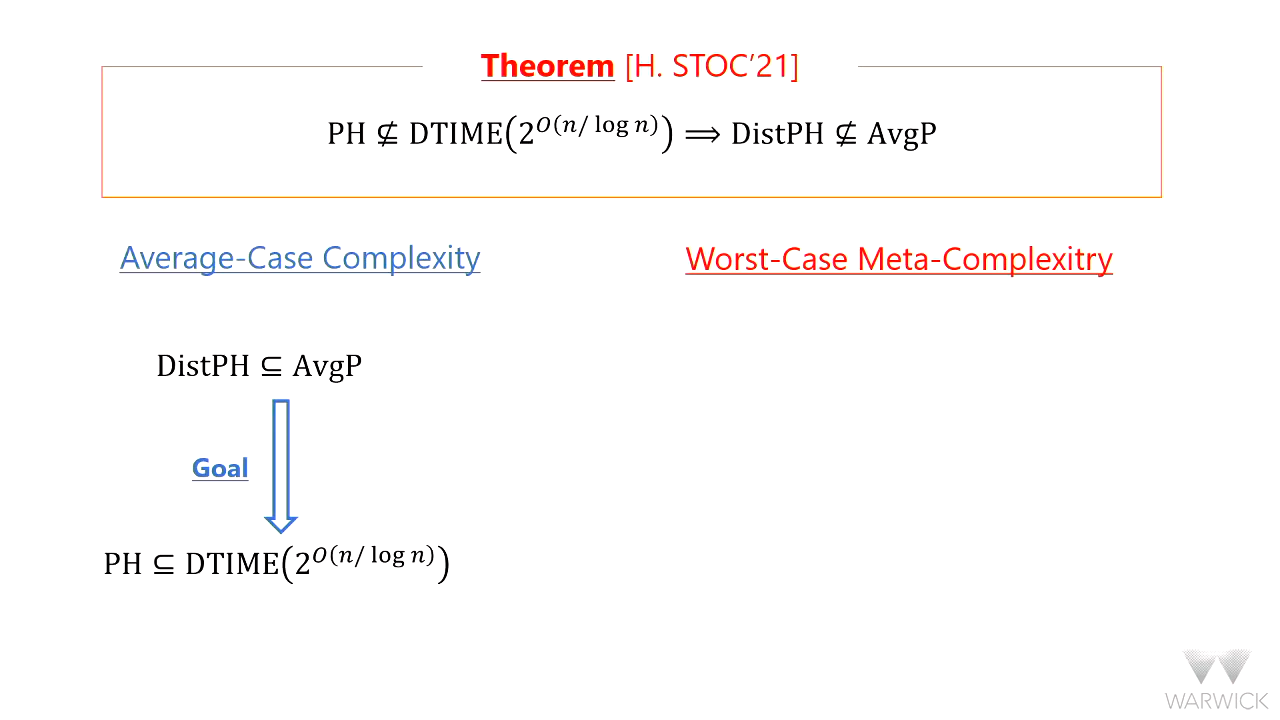 Theorem [H. STOC'21]
PH ⊈ DTIME(2^{O(n/ log n)}) ⟹ DistPH ⊈ AvgP
Average-Case Complexity
Worst-Case Meta-Complexitry
DistPH ⊆ AvgP
Goal
PH ⊆ DTIME(2^{O(n/ log n)})
WARWICK